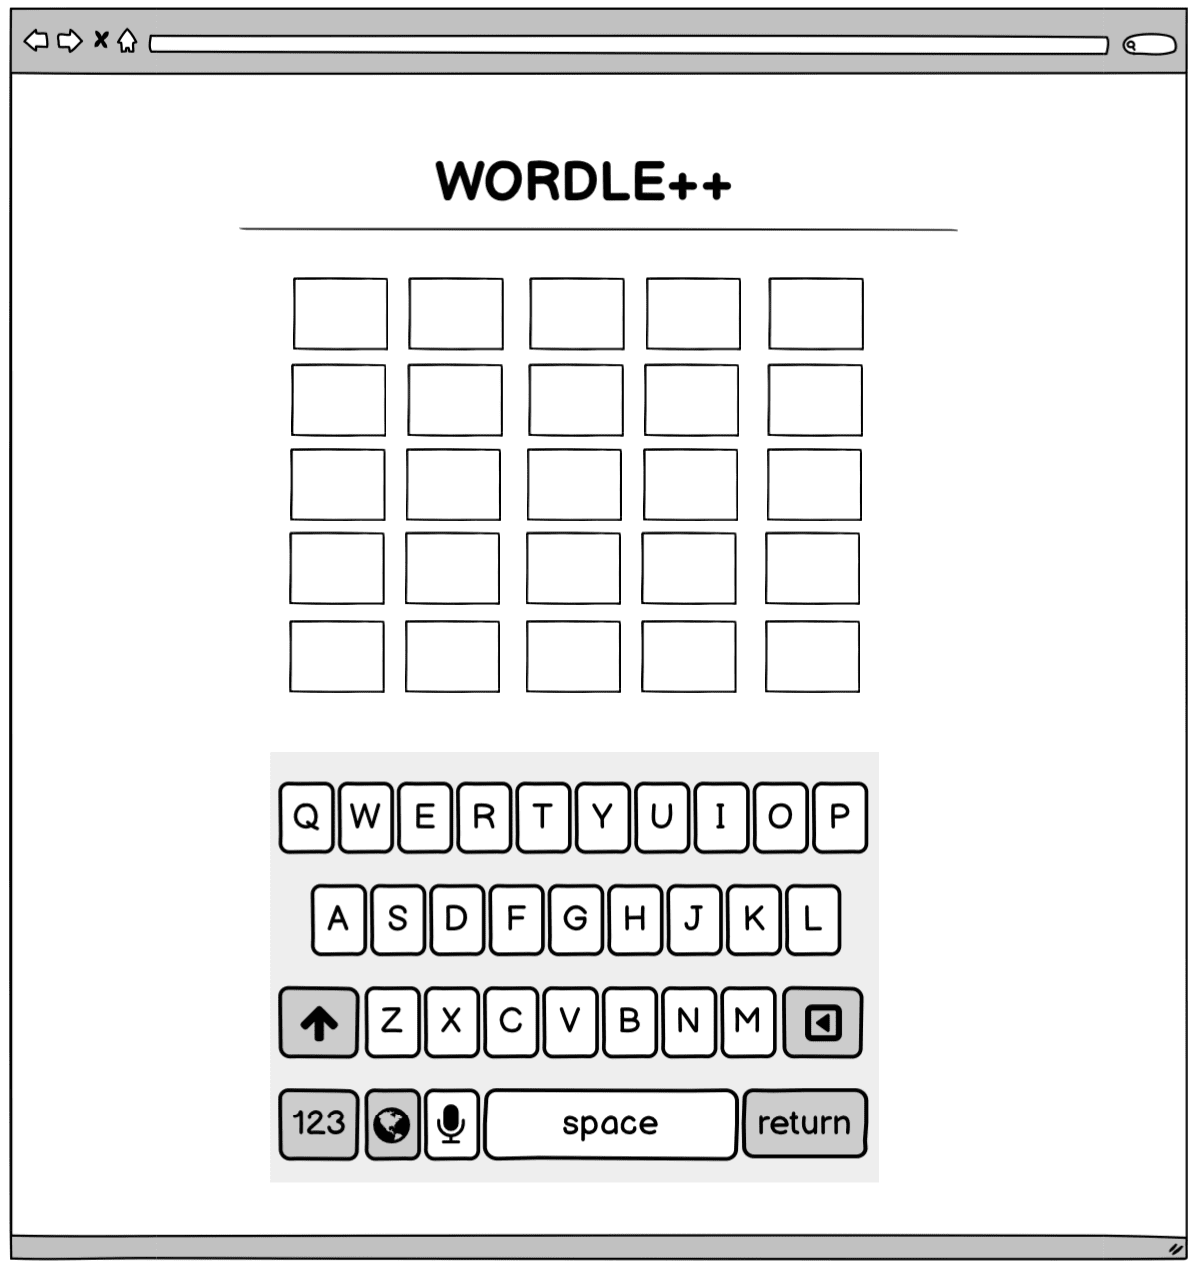 WORDLE++
Q W E R T Y U I O P
A S D F G H J K L
Z X C V B N M
123 space return